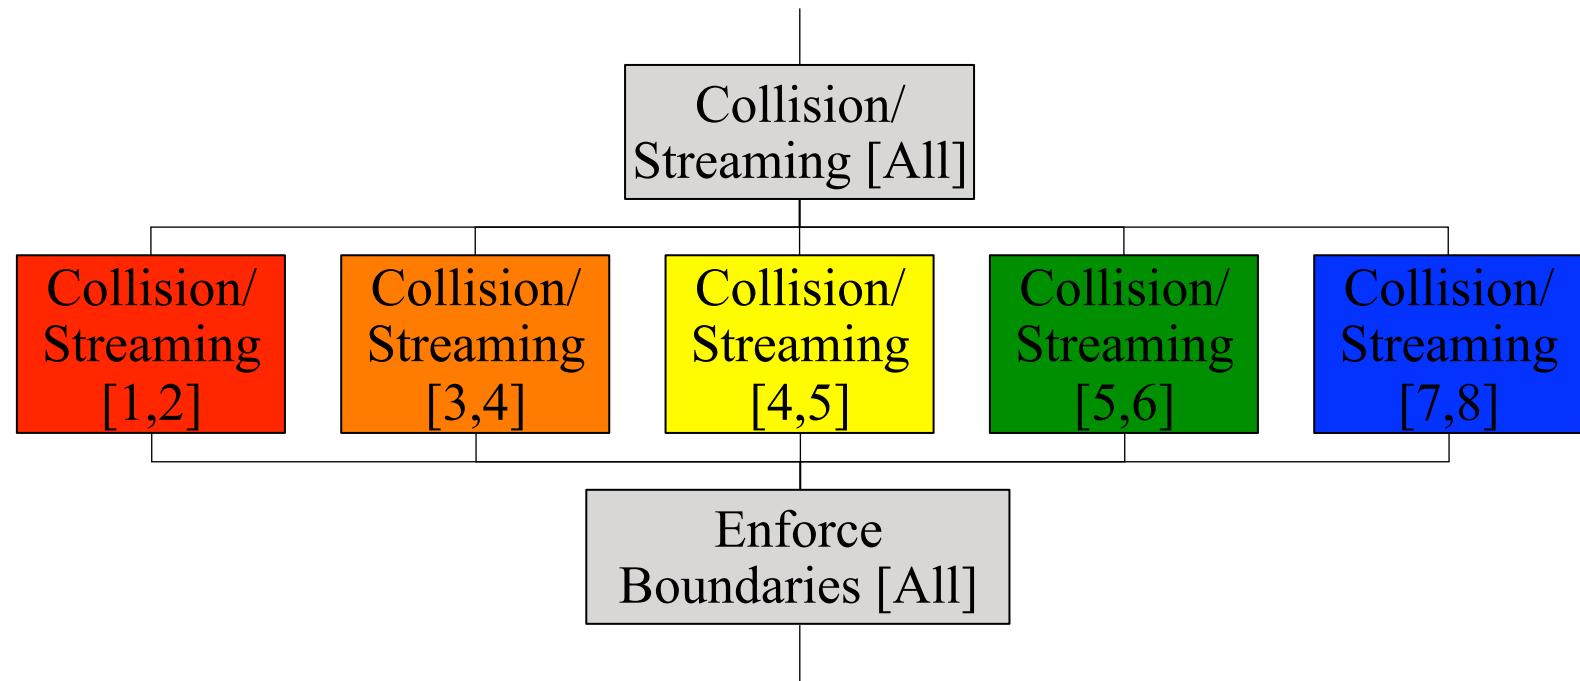 Collision/
Streaming [All]
Collision/
Streaming
[1,2]
Collision/
Streaming
[3,4]
Collision/
Streaming
[4,5]
Collision/
Streaming
[5,6]
Collision/
Streaming
[7,8]
Enforce
Boundaries [All]